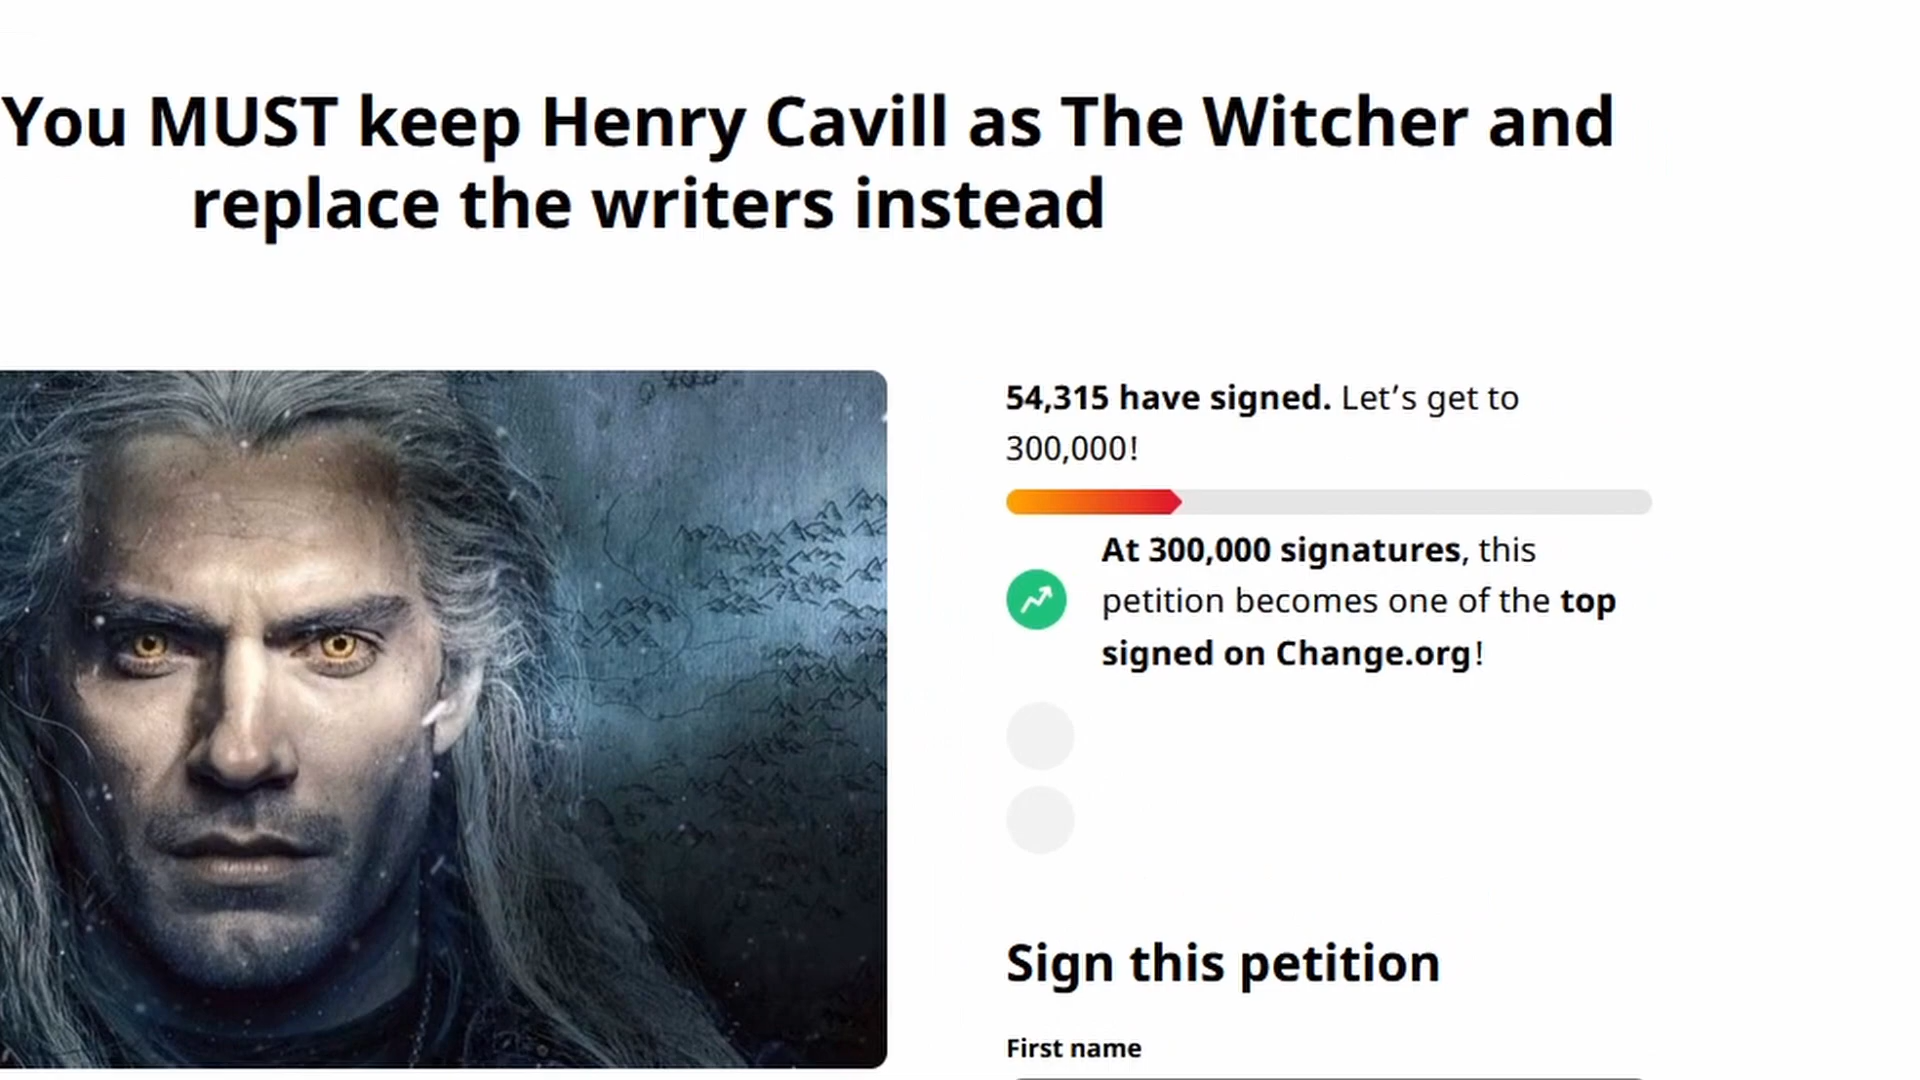 You MUST keep Henry Cavill as The Witcher and
replace the writers instead
54,315 have signed. Let’s get to
300,000!
At 300,000 signatures, this
petition becomes one of the top
signed on Change.org!
Sign this petition
First name